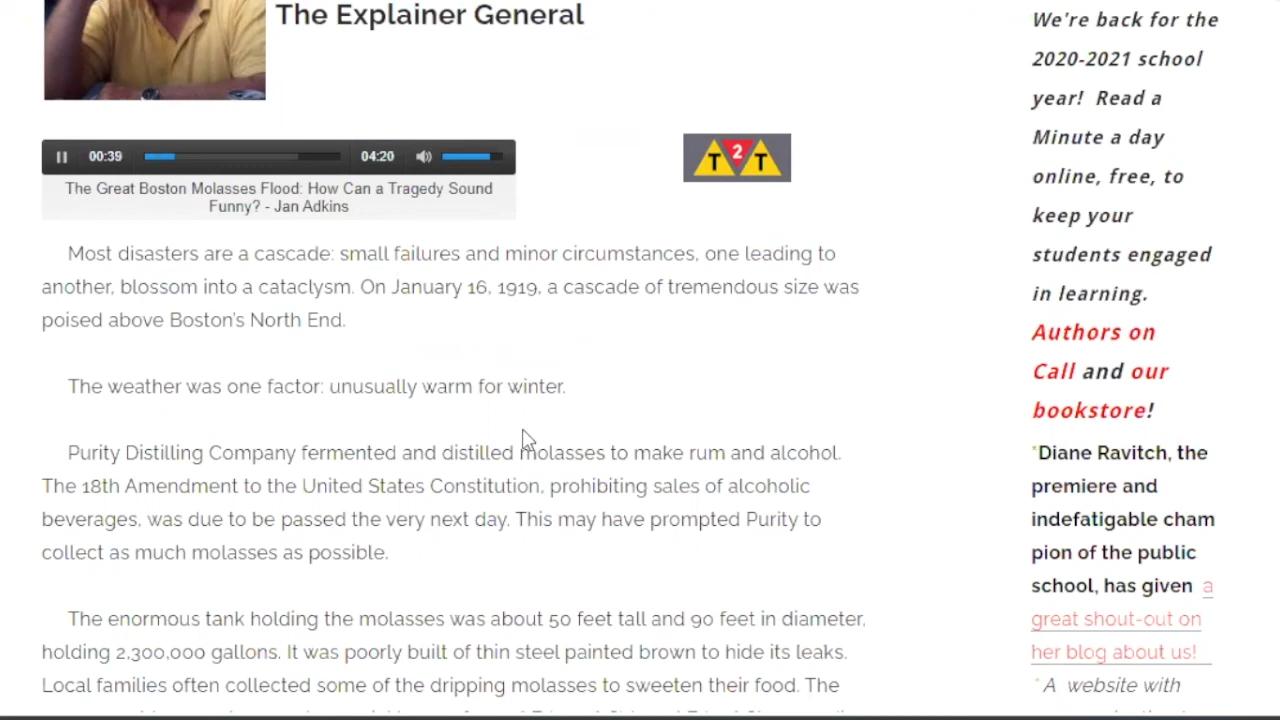 The Explainer General
00:39
04:20
The Great Boston Molasses Flood: How Can a Tragedy Sound
Funny? - Jan Adkins
T 2 T
Most disasters are a cascade: small failures and minor circumstances, one leading to
another, blossom into a cataclysm. On January 16, 1919, a cascade of tremendous size was
poised above Boston's North End.
The weather was one factor: unusually warm for winter.
Purity Distilling Company fermented and distilled molasses to make rum and alcohol.
The 18th Amendment to the United States Constitution, prohibiting sales of alcoholic
beverages, was due to be passed the very next day. This may have prompted Purity to
collect as much molasses as possible.
The enormous tank holding the molasses was about 50 feet tall and 90 feet in diameter,
holding 2,300,000 gallons. It was poorly built of thin steel painted brown to hide its leaks.
Local families often collected some of the dripping molasses to sweeten their food. The
We're back for the
2020-2021 school
year! Read a
Minute a day
online, free, to
keep your
students engaged
in learning.
Authors on
Call and our
bookstore!
*Diane Ravitch, the
premiere and
indefatigable cham
pion of the public
school, has given a
great shout-out on
her blog about us!
*A website with